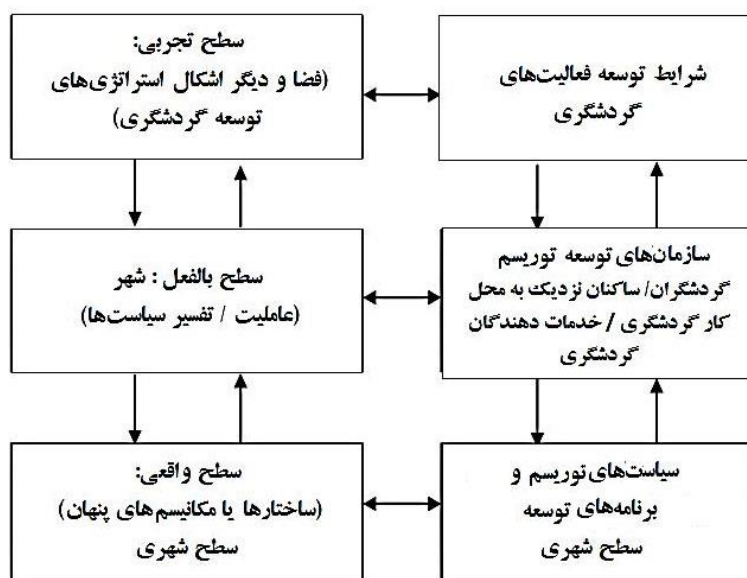 سطح تجربی:
(فضا و دیگر اشکال استراتژی‌های
توسعه گردشگری)
شرایط توسعه فعالیت‌های
گردشگری
سطح بالفعل : شهر
(عاملیت / تفسیر سیاست‌ها)
سازمان‌های توسعه توریسم
گردشگران/ ساکنان نزدیک به محل
کار گردشگری / خدمات دهندگان
گردشگری
سطح واقعی:
(ساختارها یا مکانیسم‌های پنهان)
سطح شهری
سیاست‌های توریسم و
برنامه‌های توسعه
سطح شهری